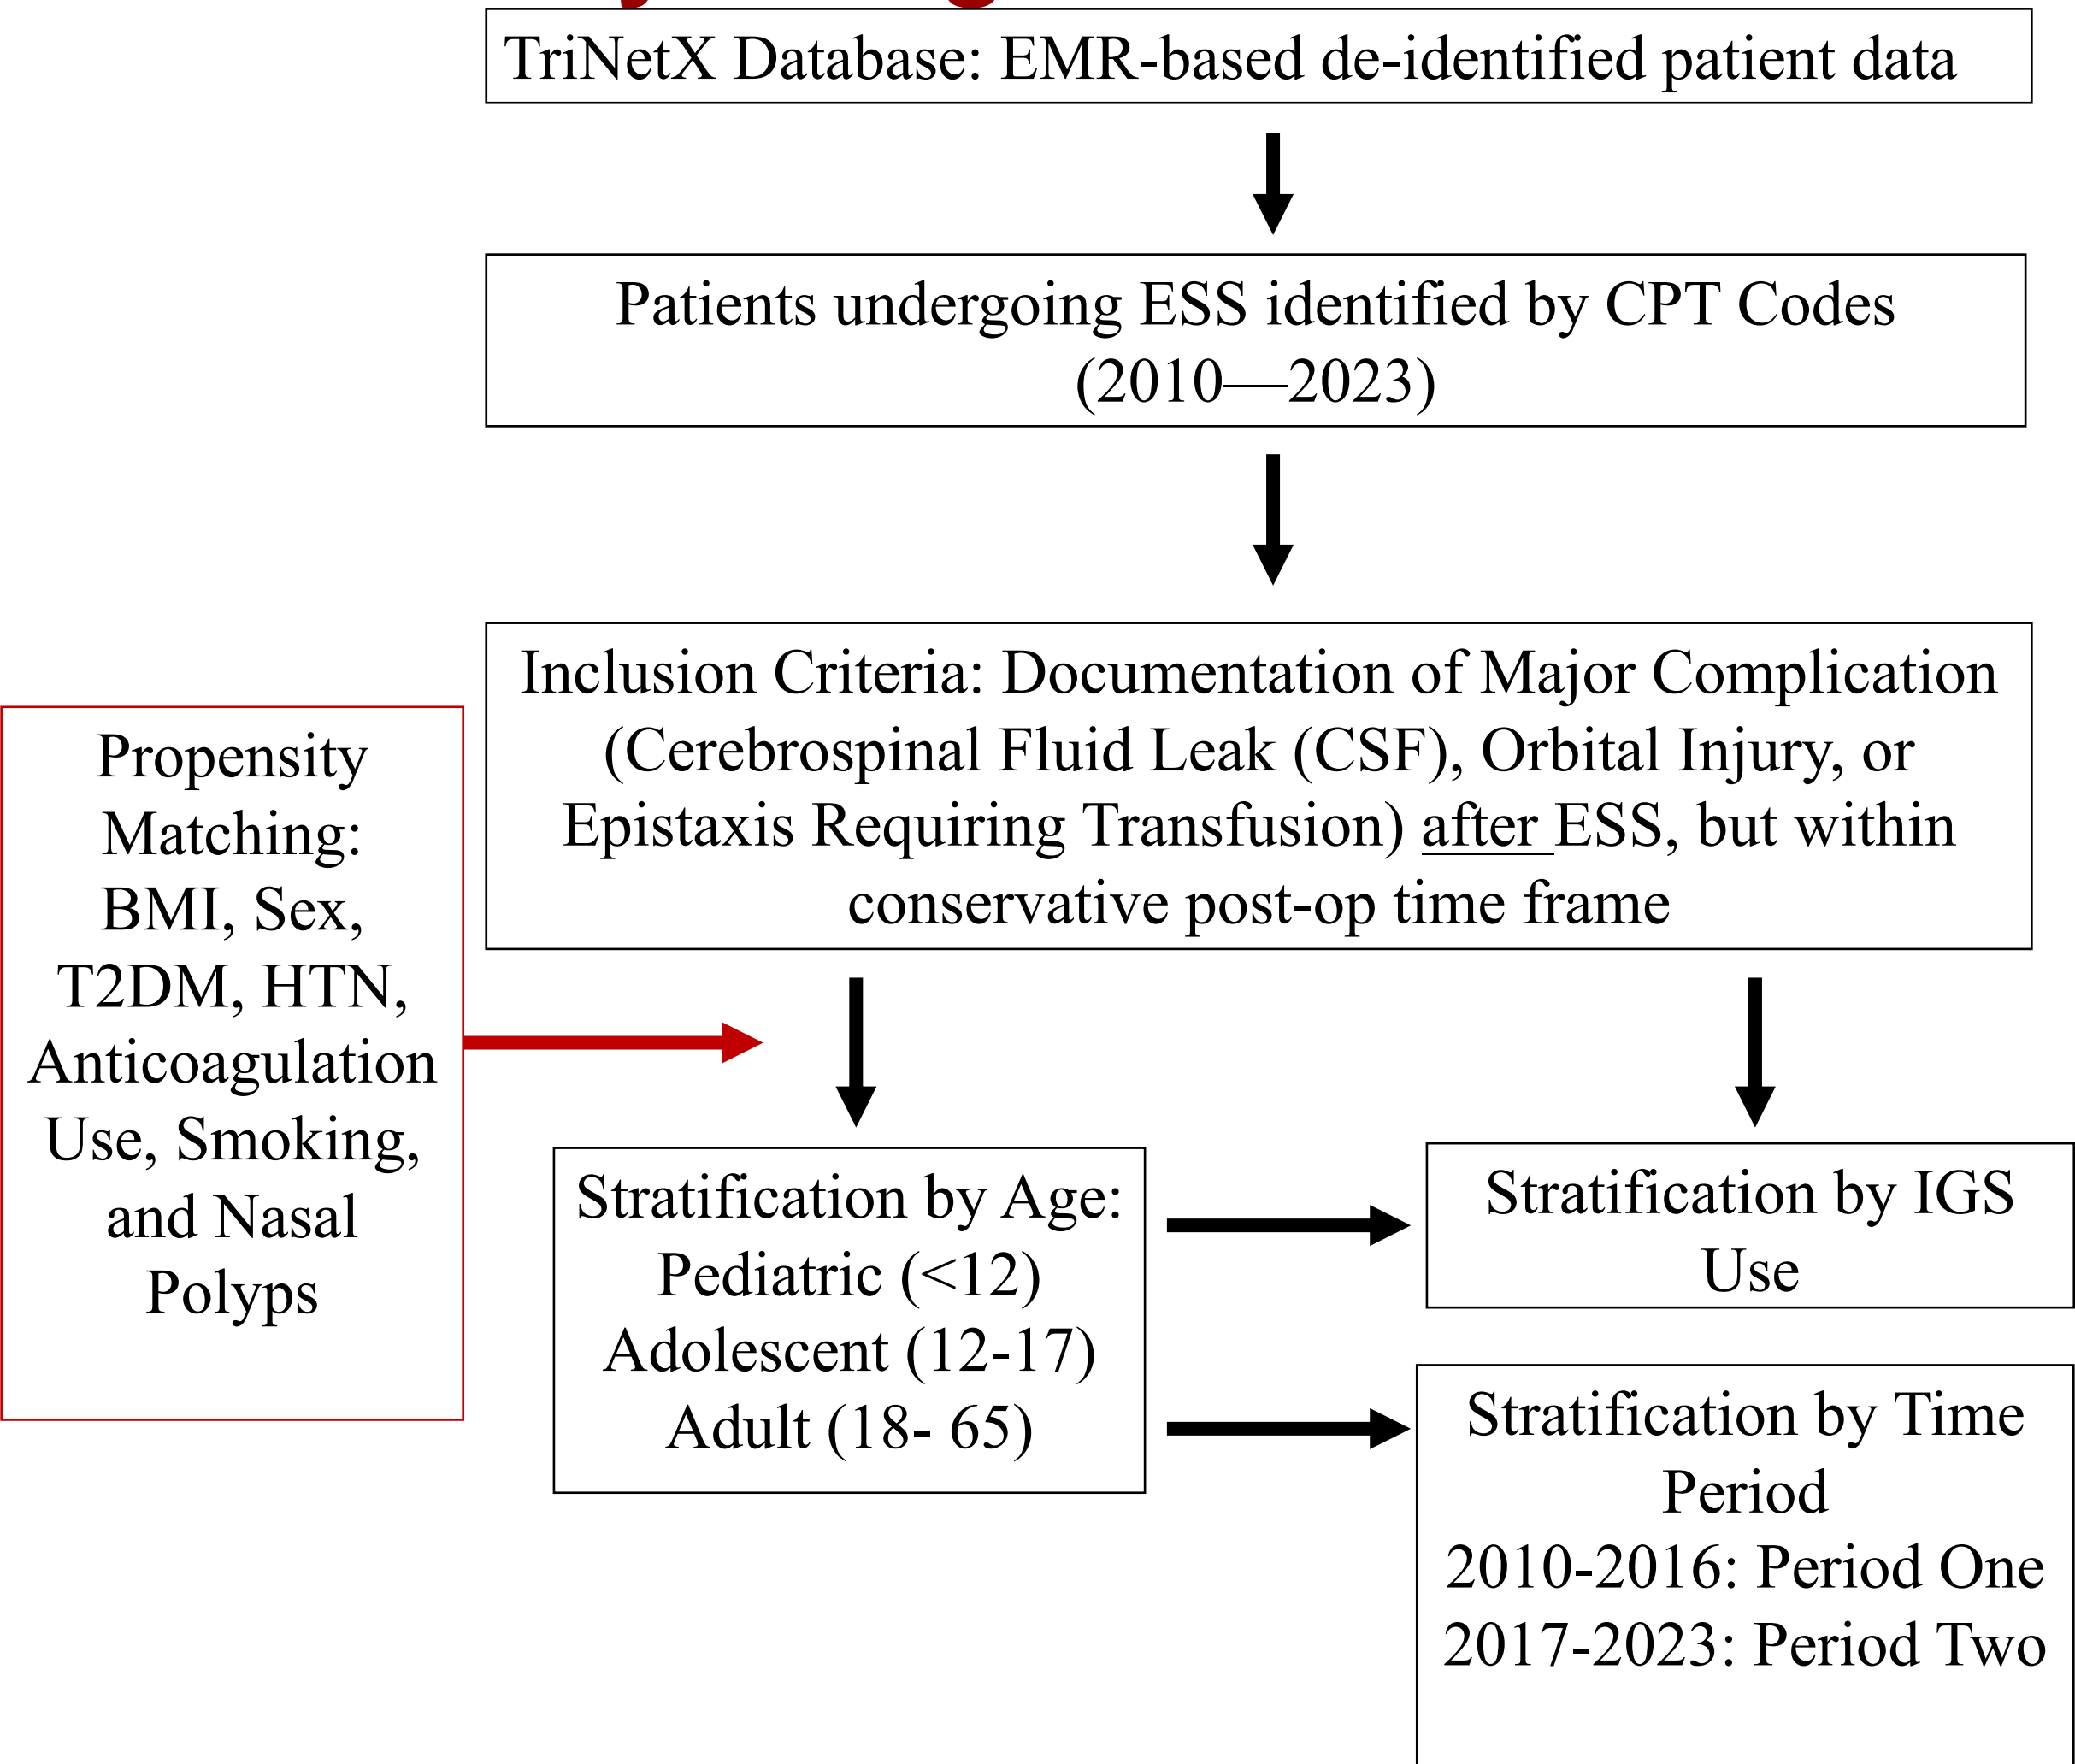 TriNetX Database: EMR-based de-identified patient data
Patients undergoing ESS identified by CPT Codes
(2010—2023)
Inclusion Criteria: Documentation of Major Complication
(Cerebrospinal Fluid Leak (CSF), Orbital Injury, or
Epistaxis Requiring Transfusion) after ESS, but within
conservative post-op time frame
Propensity
Matching:
BMI, Sex,
T2DM, HTN,
Anticoagulation
Use, Smoking,
and Nasal
Polyps
Stratification by Age:
Pediatric (<12)
Adolescent (12-17)
Adult (18- 65)
Stratification by IGS
Use
Stratification by Time
Period
2010-2016: Period One
2017-2023: Period Two